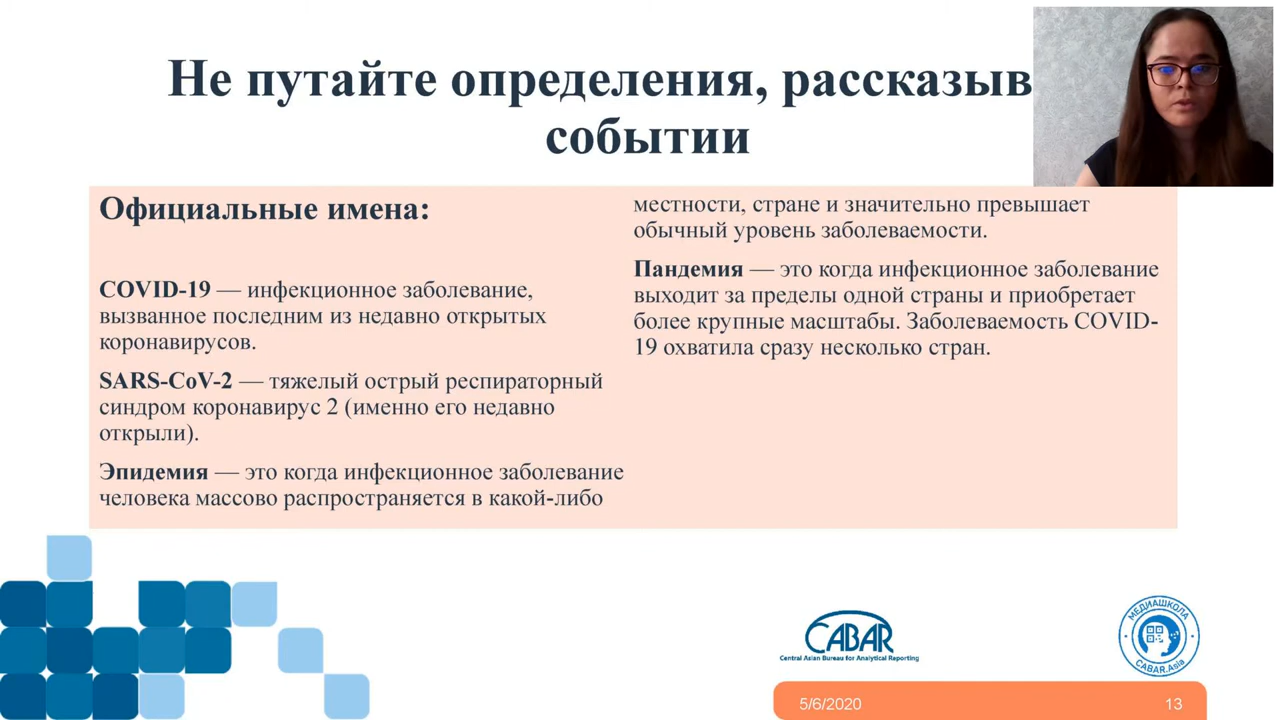 Не путайте определения, рассказыв
событии
Официальные имена:
COVID-19 — инфекционное заболевание,
вызванное последним из недавно открытых
коронавирусов.
SARS-CoV-2 — тяжелый острый респираторный
синдром коронавирус 2 (именно его недавно
открыли).
Эпидемия — это когда инфекционное заболевание
человека массово распространяется в какой-либо
местности, стране и значительно превышает
обычный уровень заболеваемости.
Пандемия — это когда инфекционное заболевание
выходит за пределы одной страны и приобретает
более крупные масштабы. Заболеваемость COVID-
19 охватила сразу несколько стран.
CABAR
Central Asian Bureau for Analytical Reporting
МЕДИАШКОЛА
CABAR.Asia
5/6/2020
13